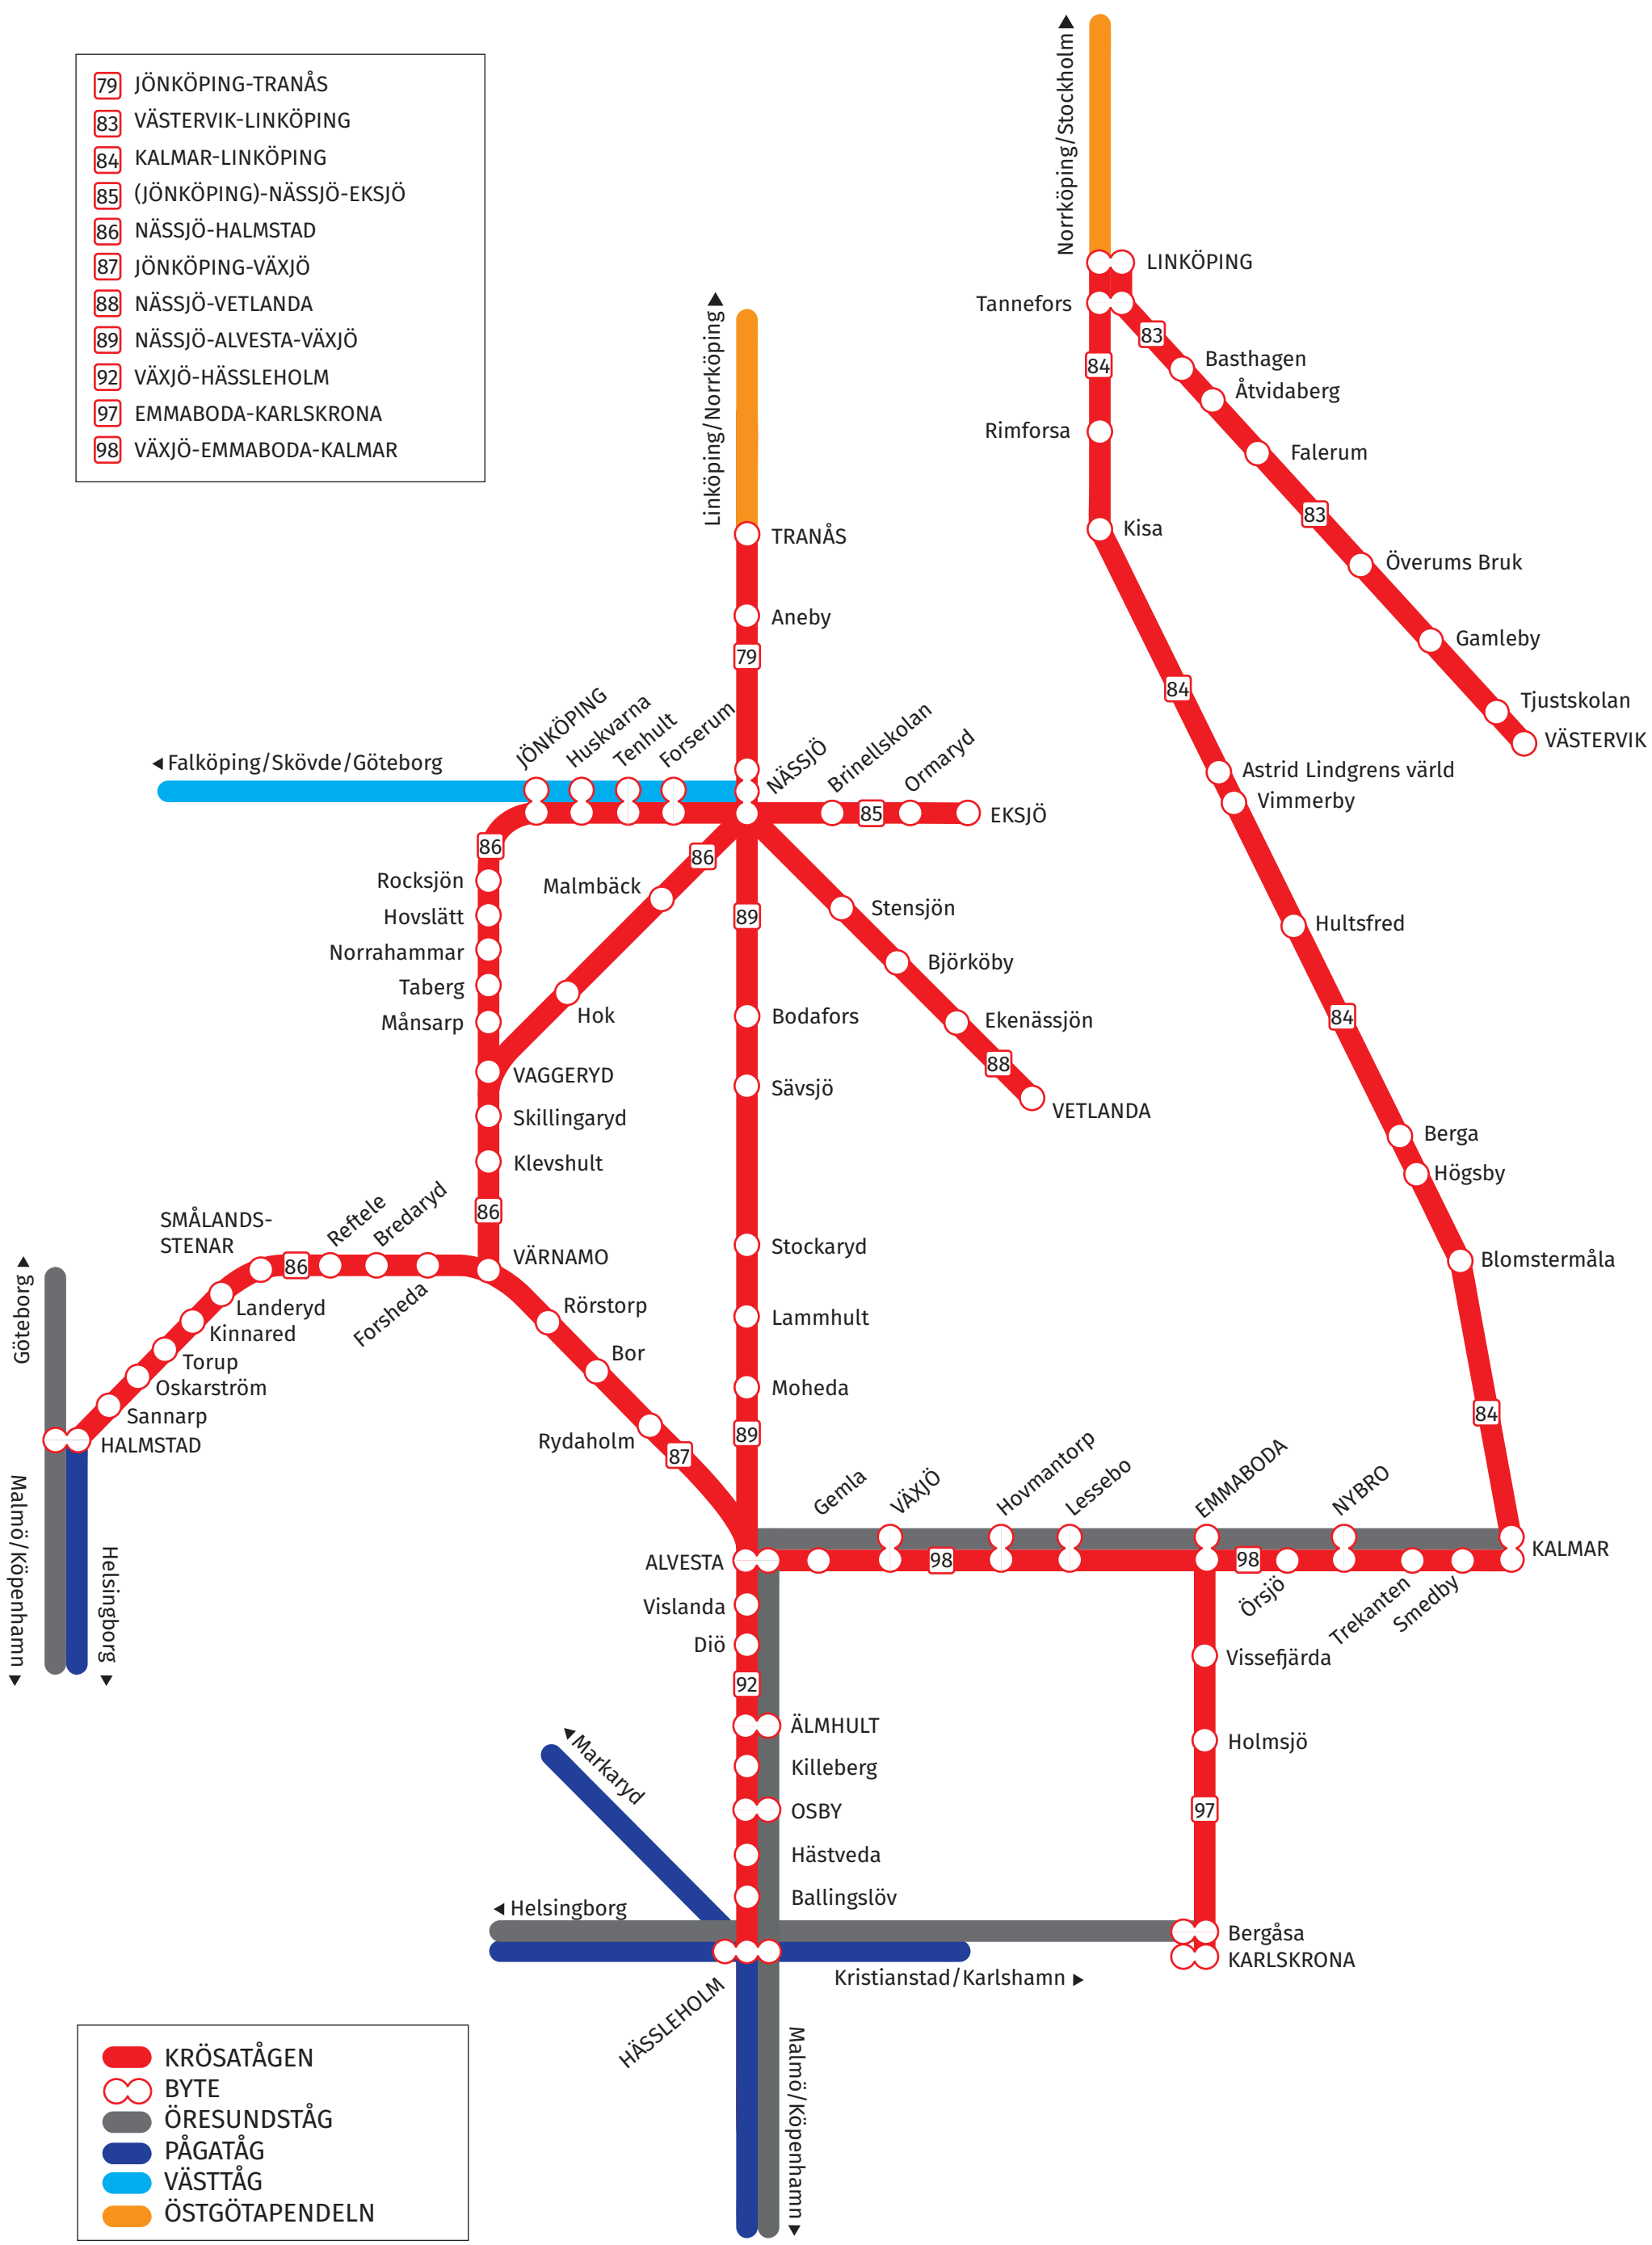 79 JÖNKÖPING-TRANÅS
83 VÄSTERVIK-LINKÖPING
84 KALMAR-LINKÖPING
85 (JÖNKÖPING)-NÄSSJÖ-EKSJÖ
86 NÄSSJÖ-HALMSTAD
87 JÖNKÖPING-VÄXJÖ
88 NÄSSJÖ-VETLANDA
89 NÄSSJÖ-ALVESTA-VÄXJÖ
92 VÄXJÖ-HÄSSLEHOLM
97 EMMABODA-KARLSKRONA
98 VÄXJÖ-EMMABODA-KALMAR
Norrköping/Stockholm
LINKÖPING
Tannefors
83
84
Basthagen
Åtvidaberg
Rimforsa
Falerum
83
Kisa
Överums Bruk
Gamleby
Tjustskolan
VÄSTERVIK
84
Astrid Lindgrens värld
Vimmerby
Hultsfred
84
Berga
Högsby
Blomstermåla
84
Linköping/Norrköping
TRANÅS
Aneby
79
Falköping/Skövde/Göteborg
JÖNKÖPING
Huskvarna
Tenhult
Forserum
NÄSSJÖ
Brinellskolan
Ormaryd
85
EKSJÖ
86
86
Rocksjön
Malmbäck
Hovslätt
Norrahammar
Taberg
Hok
Månsarp
VAGGERYD
Skillingaryd
Klevshult
86
VÄRNAMO
89
Stensjön
Björköby
Ekenässjön
88
VETLANDA
Bodafors
Sävsjö
Stockaryd
Lammhult
Moheda
89
SMÅLANDS-
STENAR
86
Reftele
Bredaryd
Forsheda
Landeryd
Kinnared
Torup
Oskarström
Sannarp
HALMSTAD
Göteborg
Malmö/Köpenhamn
Helsingborg
Rörstorp
Bor
Rydaholm
87
ALVESTA
Gemla
VÄXJÖ
98
Hovmantorp
Lessebo
EMMABODA
98
Örsjö
NYBRO
Trekanten
Smedby
KALMAR
Vislanda
Diö
92
ÄLMHULT
Killeberg
OSBY
Hästveda
Ballingslöv
Markaryd
Helsingborg
Kristianstad/Karlshamn
HÄSSLEHOLM
Malmö/Köpenhamn
Vissefjärda
Holmsjö
97
Bergåsa
KARLSKRONA
KRÖSATÅGEN
BYTE
ÖRESUNDSTÅG
PÅGATÅG
VÄSTTÅG
ÖSTGÖTAPENDELN